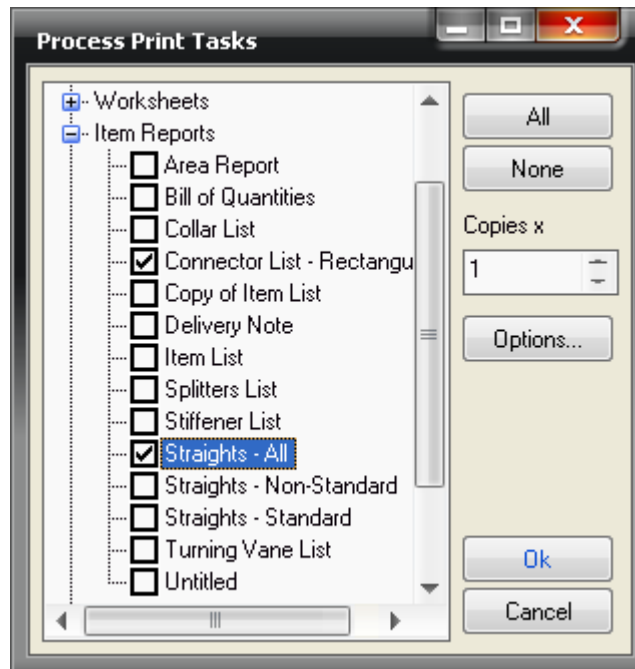 Process Print Tasks
Worksheets
Item Reports
Area Report
Bill of Quantities
Collar List
Connector List - Rectangu
Copy of Item List
Delivery Note
Item List
Splitters List
Stiffener List
Straights - All
Straights - Non-Standard
Straights - Standard
Turning Vane List
Untitled
All
None
Copies x
1
Options...
Ok
Cancel